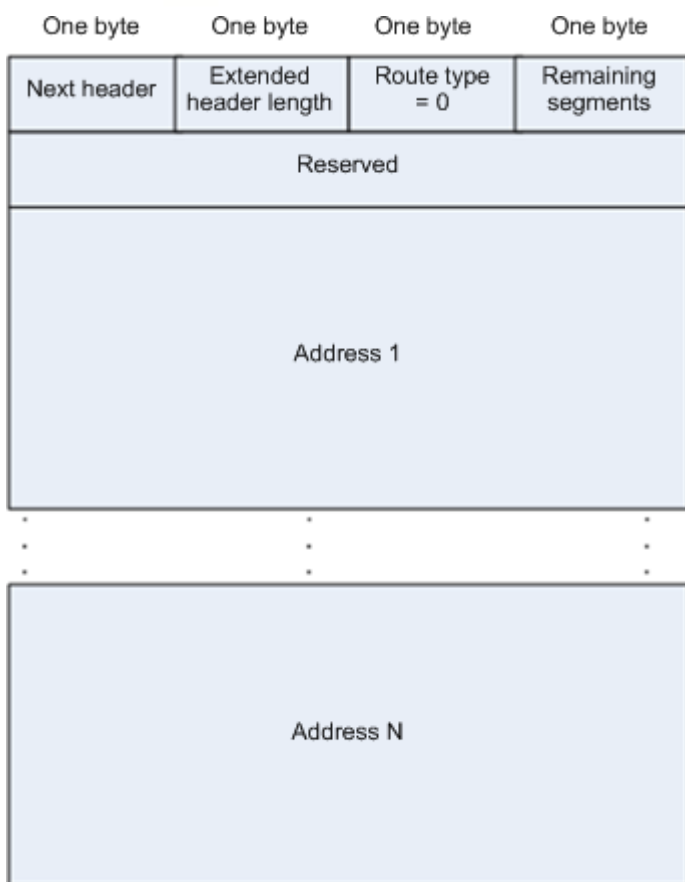 One byte One byte One byte One byte
Next header Extended header length Route type = 0 Remaining segments
Reserved
Address 1
Address N